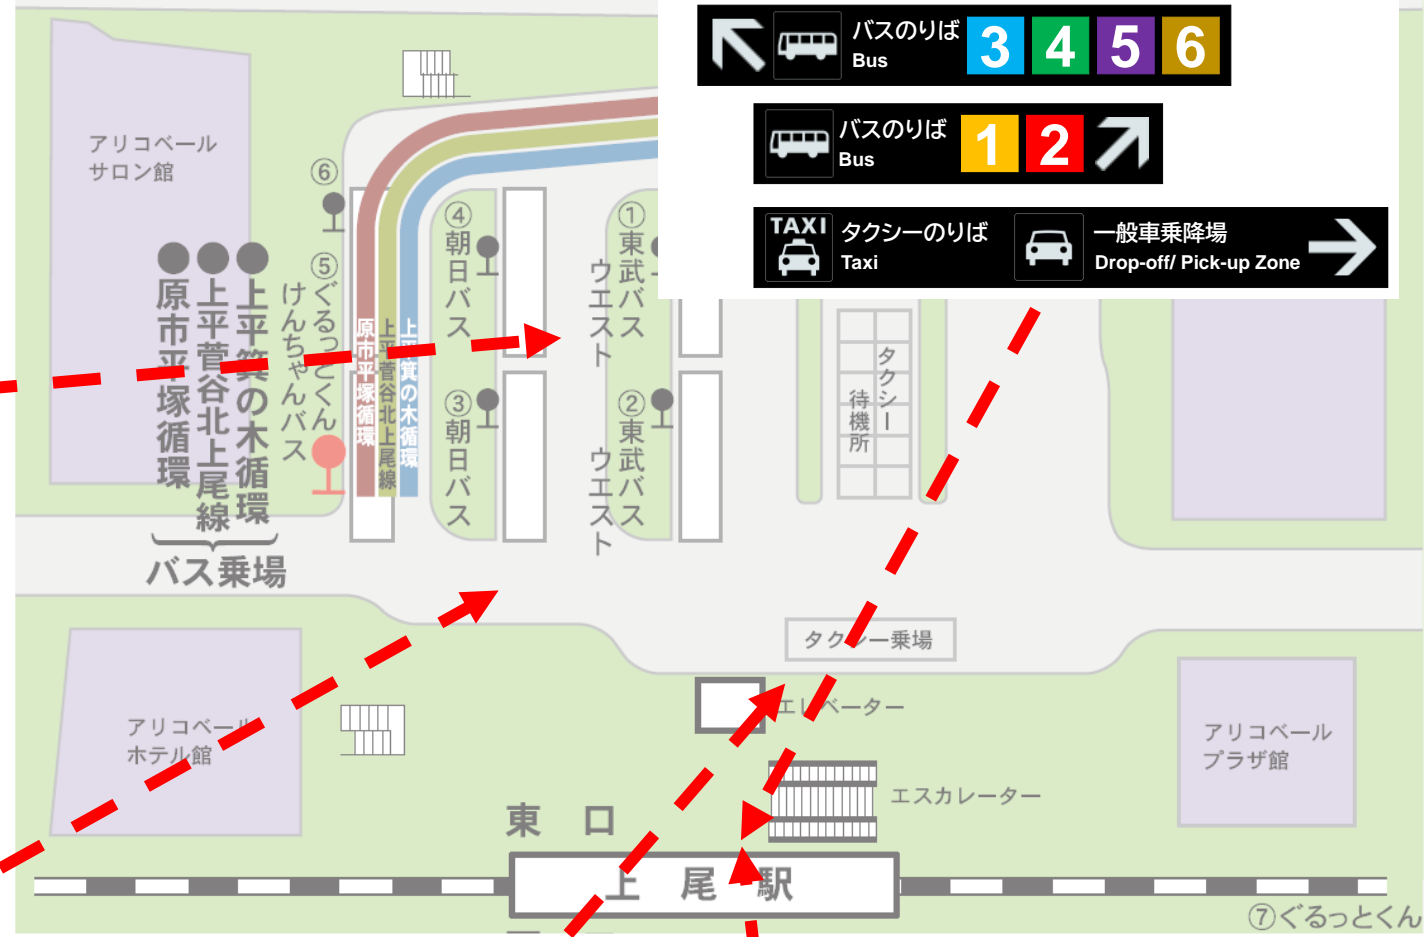 バスのりば
Bus
3 4 5 6
バスのりば
Bus
1 2
TAXI
タクシーのりば
Taxi
一般車乗降場
Drop-off/ Pick-up Zone
アリコベール
サロン館
⑥
⑤ぐるっとくん
けんちゃんバス
④朝日バス
③朝日バス
①東武バス
ウエスト
②東武バス
ウエスト
上平箕の木循環
上平菅谷北上尾線
原市平塚循環
バス乗場
原市平塚循環
上平菅谷北上尾線
上平箕の木循環
タクシー
待機所
タクシー乗場
エレベーター
エスカレーター
アリコベール
ホテル館
アリコベール
プラザ館
東口
上尾駅
⑦ぐるっとくん